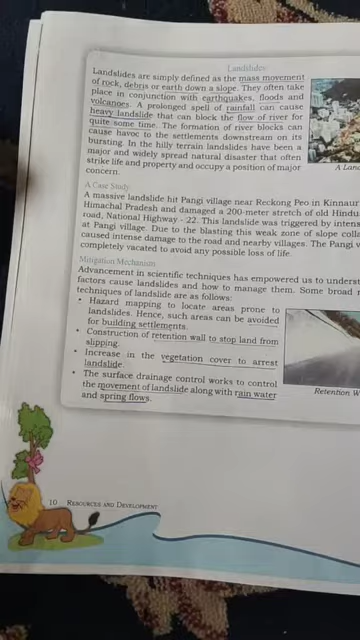 Landslides
Landslides are simply defined as the mass movement
of rock, debris or earth down a slope. They often take
place in conjunction with earthquakes, floods and
volcanoes. A prolonged spell of rainfall can cause
heavy landslide that can block the flow of river for
quite some time. The formation of river blocks can
cause havoc to the settlements downstream on its
bursting. In the hilly terrain landslides have been a
major and widely spread natural disaster that often
strike life and property and occupy a position of major
concern.
A Land
A Case Study
A massive landslide hit Pangi village near Reckong Peo in Kinnaur
Himachal Pradesh and damaged a 200-meter stretch of old Hindu
road, National Highway - 22. This landslide was triggered by intens
at Pangi village. Due to the blasting this weak zone of slope colla
caused intense damage to the road and nearby villages. The Pangi v
completely vacated to avoid any possible loss of life.
Mitigation Mechanism
Advancement in scientific techniques has empowered us to underst
factors cause landslides and how to manage them. Some broad m
techniques of landslide are as follows:
• Hazard mapping to locate areas prone to
landslides. Hence, such areas can be avoided
for building settlements.
• Construction of retention wall to stop land from
slipping.
• Increase in the vegetation cover to arrest
landslide.
• The surface drainage control works to control
the movement of landslide along with rain water
and spring flows.
Retention W
10 Resources and Development